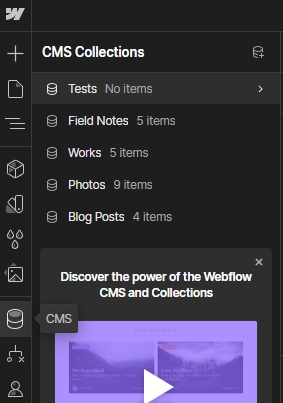 CMS Collections
Tests No items
Field Notes 5 items
Works 5 items
Photos 9 items
Blog Posts 4 items
Discover the power of the Webflow
CMS and Collections
CMS